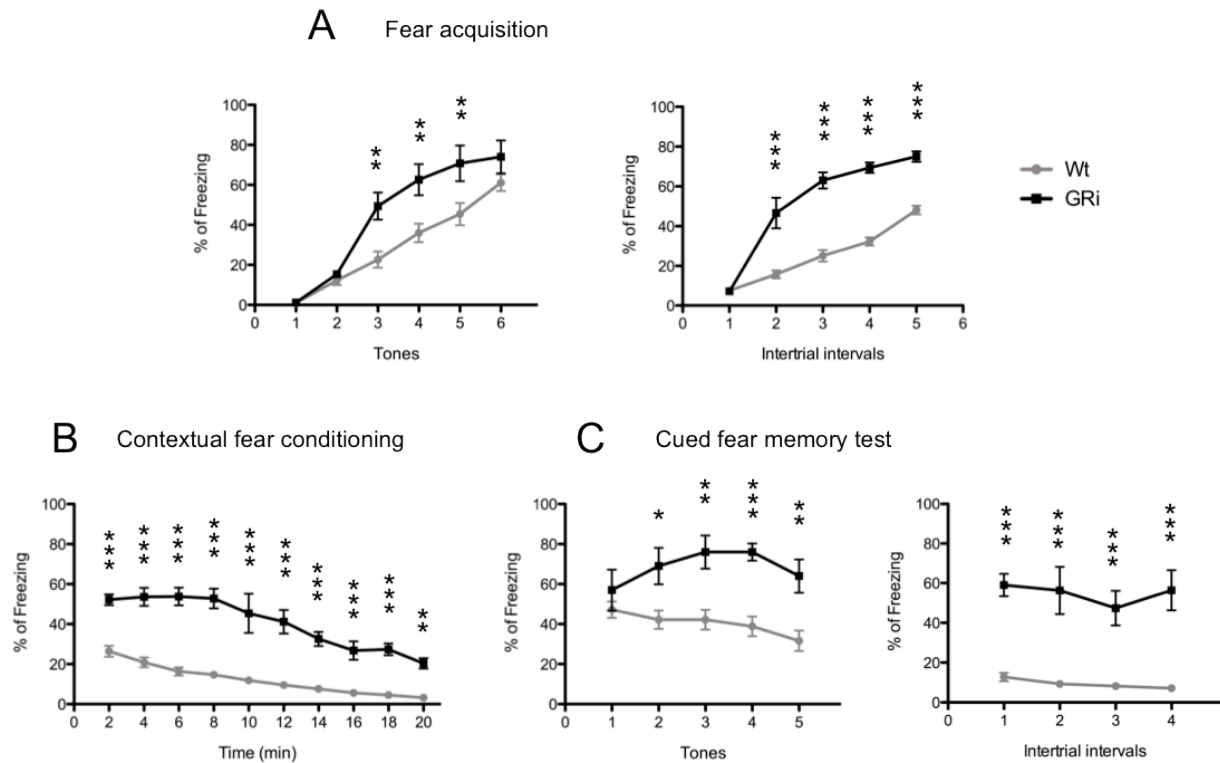 A Fear acquisition
% of Freezing
100
80
60
40
20
0
** ** **
0 1 2 3 4 5 6
Tones
% of Freezing
100
80
60
40
20
0
*** *** *** ***
0 1 2 3 4 5 6
Intertrial intervals
Wt
GRi
B Contextual fear conditioning
% of Freezing
100
80
60
40
20
0
*** *** *** *** *** *** *** *** *** **
0 2 4 6 8 10 12 14 16 18 20
Time (min)
C Cued fear memory test
% of Freezing
100
80
60
40
20
0
* ** *** **
0 1 2 3 4 5
Tones
% of Freezing
100
80
60
40
20
0
*** *** *** ***
0 1 2 3 4
Intertrial intervals